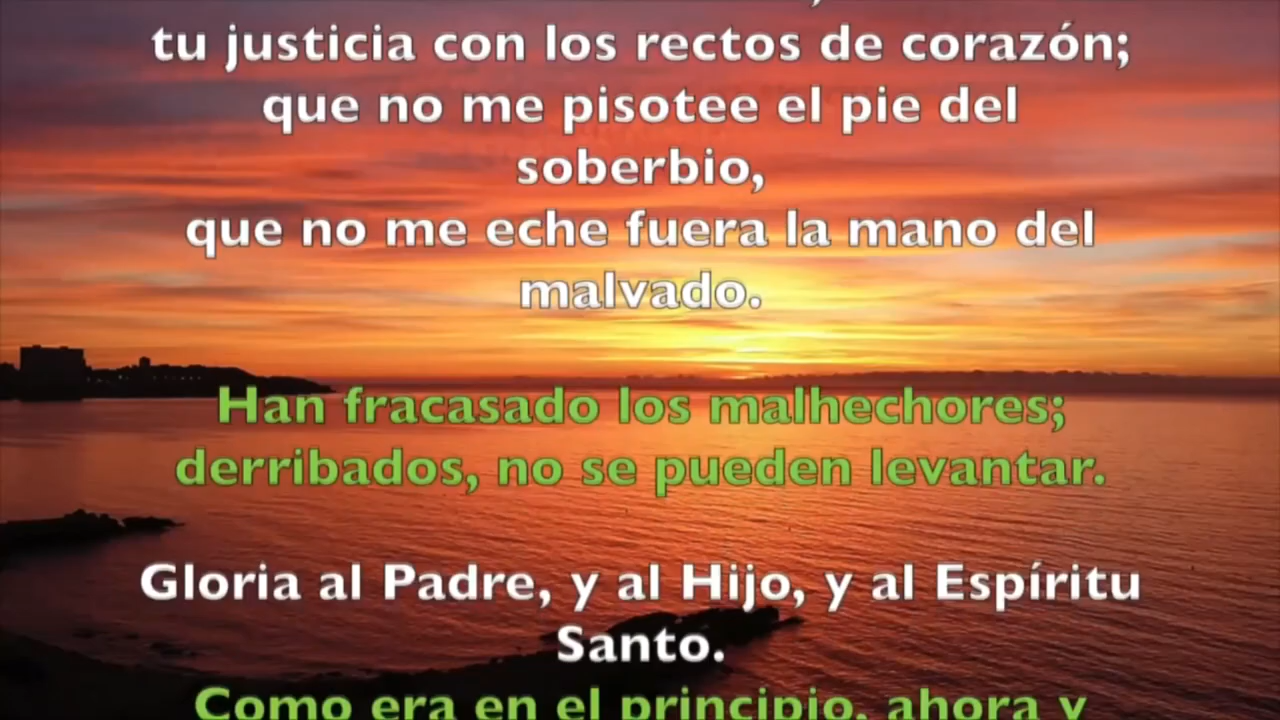 tu justicia con los rectos de corazón;
que no me pisotee el pie del
soberbio,
que no me eche fuera la mano del
malvado.
Han fracasado los malhechores;
derribados, no se pueden levantar.
Gloria al Padre, y al Hijo, y al Espíritu
Santo.
Como era en el principio, ahora y